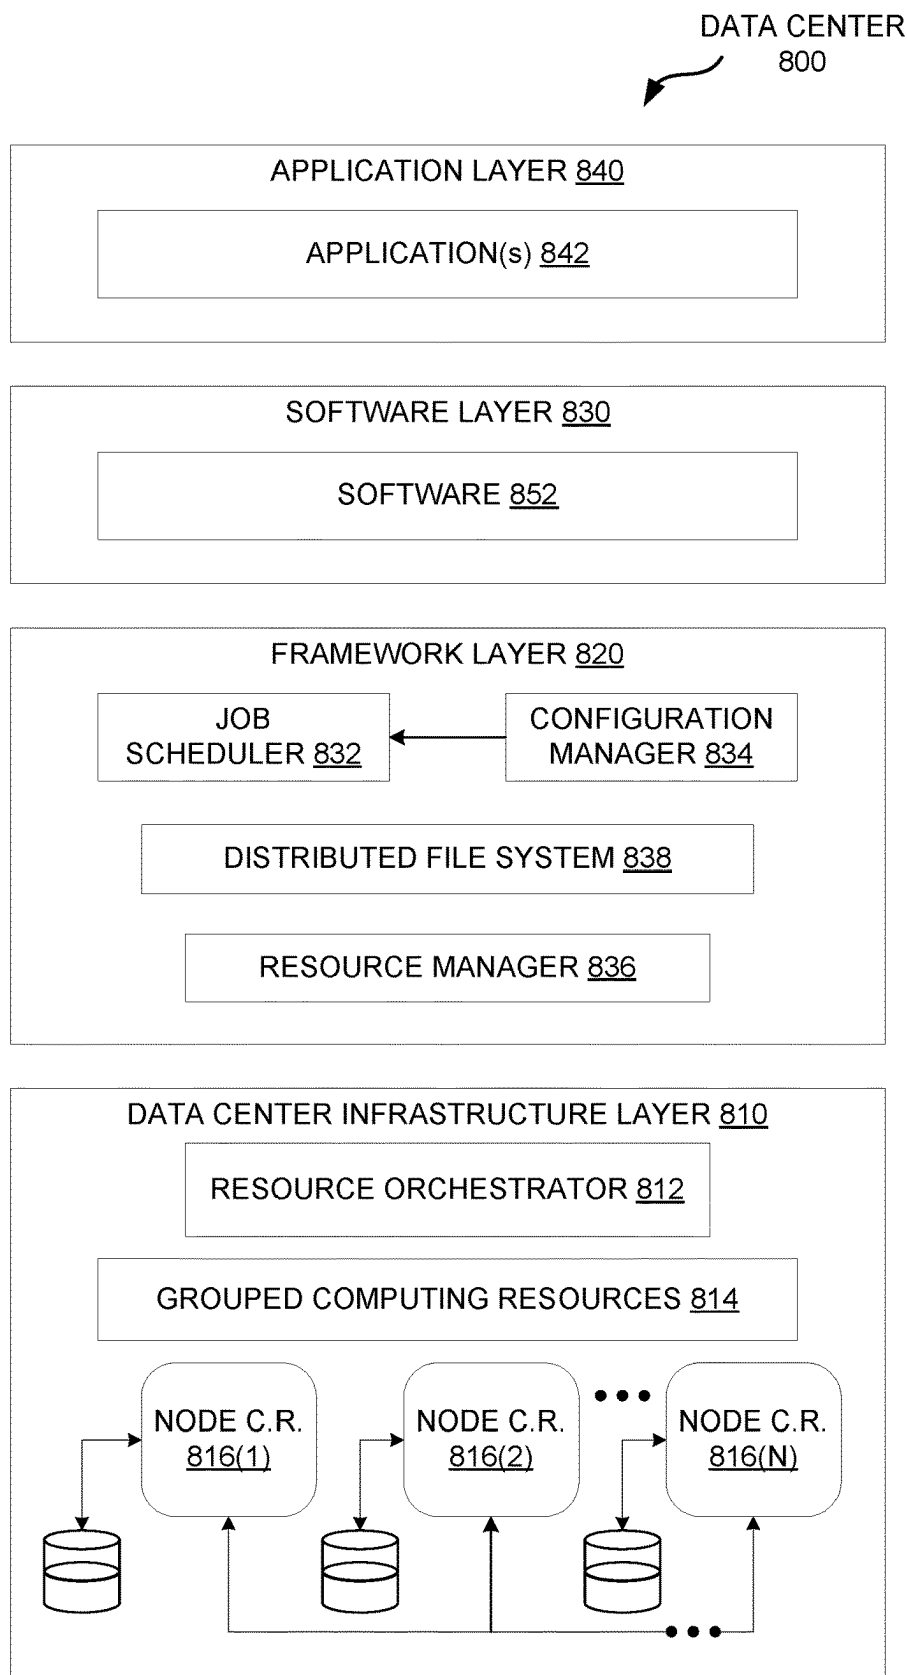 DATA CENTER
800
APPLICATION LAYER 840
APPLICATION(s) 842
SOFTWARE LAYER 830
SOFTWARE 852
FRAMEWORK LAYER 820
JOB
SCHEDULER 832
CONFIGURATION
MANAGER 834
DISTRIBUTED FILE SYSTEM 838
RESOURCE MANAGER 836
DATA CENTER INFRASTRUCTURE LAYER 810
RESOURCE ORCHESTRATOR 812
GROUPED COMPUTING RESOURCES 814
NODE C.R.
816(1)
NODE C.R.
816(2)
NODE C.R.
816(N)